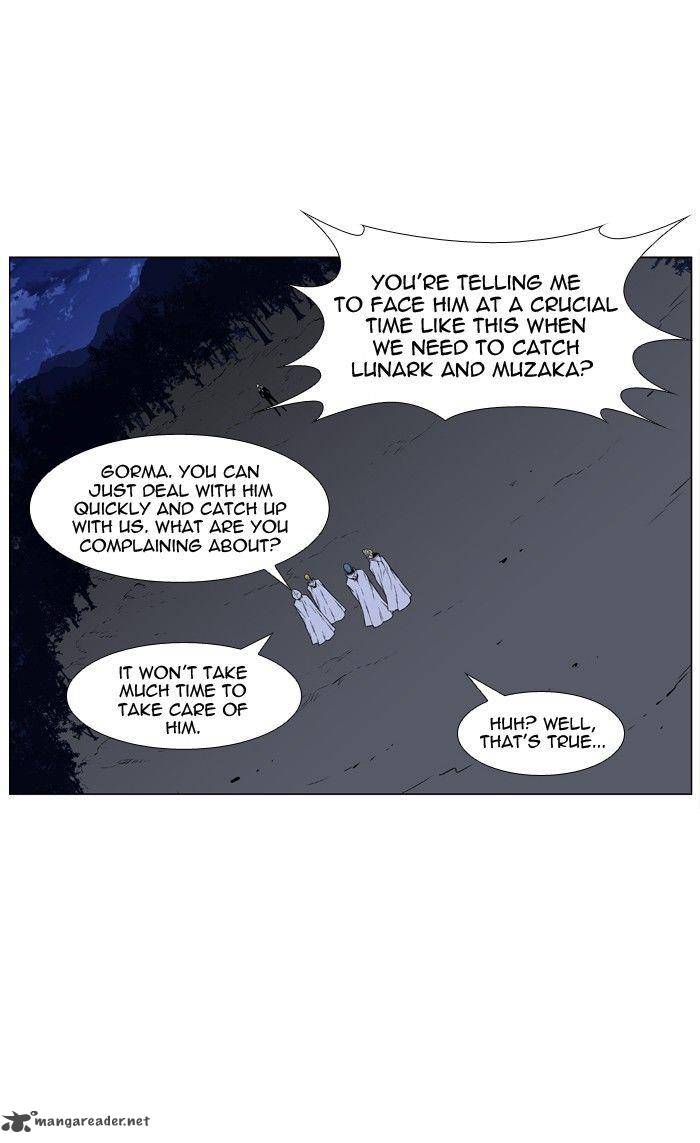 YOU'RE TELLING ME
TO FACE HIM AT A CRUCIAL
TIME LIKE THIS WHEN
WE NEED TO CATCH
LUNARK AND MUZAKA?
GORMA. YOU CAN
JUST DEAL WITH HIM
QUICKLY AND CATCH UP
WITH US. WHAT ARE YOU
COMPLAINING ABOUT?
IT WON'T TAKE
MUCH TIME TO
TAKE CARE OF
HIM.
HUH? WELL,
THAT'S TRUE...
mangareader.net